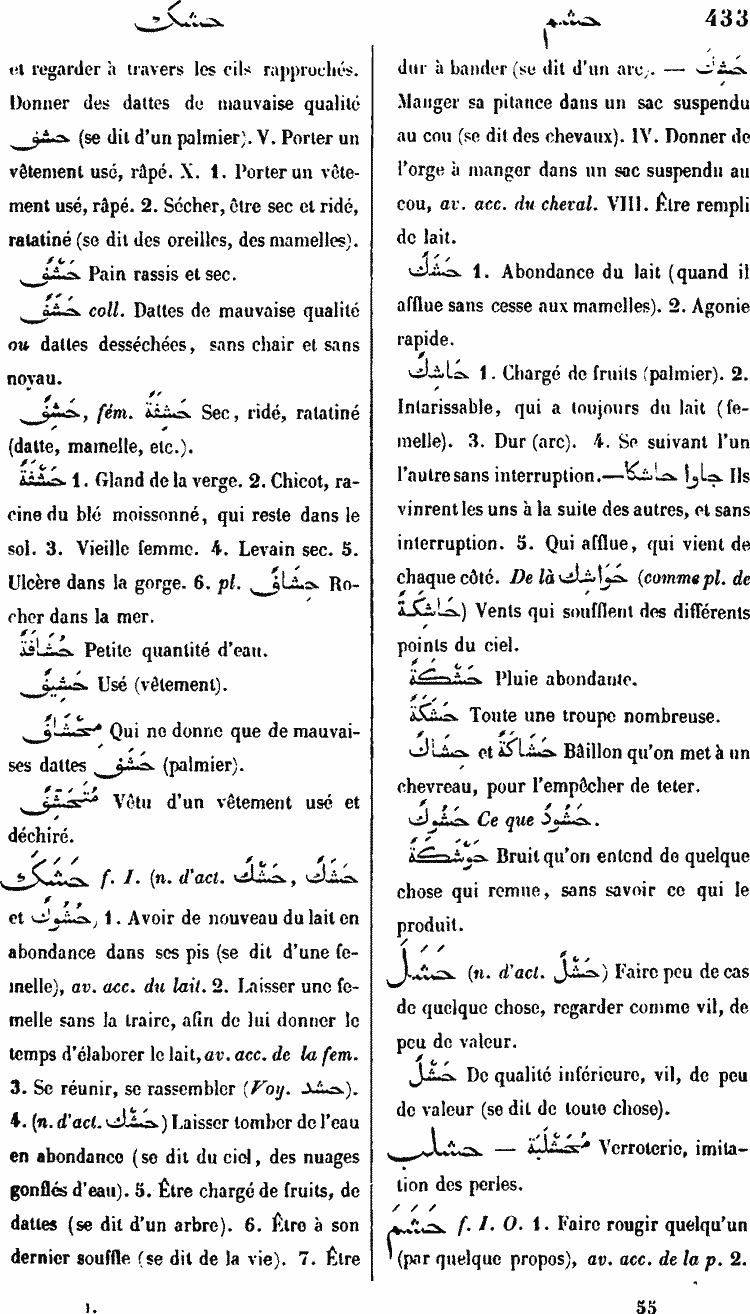 حشك
حشم
433
et regarder à travers les cils rapprochés.
Donner des dattes de mauvaise qualité
حشف (se dit d'un palmier). V. Porter un
vêtement usé, râpé. X. 1. Porter un vête-
ment usé, râpé. 2. Sécher, être sec et ridé,
ratatiné (se dit des oreilles, des mamelles).
حَشْفٌ Pain rassis et sec.
حَشَفٌ coll. Dattes de mauvaise qualité
ou dattes desséchées, sans chair et sans
noyau.
حَشِفٌ, fém. حَشِفَةٌ Sec, ridé, ratatiné
(datte, mamelle, etc.).
حَشَفَةٌ 1. Gland de la verge. 2. Chicot, ra-
cine du blé moissonné, qui reste dans le
sol. 3. Vieille femme. 4. Levain sec. 5.
Ulcère dans la gorge. 6. pl. حِشَافٌ Ro-
cher dans la mer.
حُشَافَةٌ Petite quantité d'eau.
حَشِيفٌ Usé (vêtement).
مِحْشَافٌ Qui ne donne que de mauvai-
ses dattes حَشَف (palmier).
مُتَحَشِّفٌ Vêtu d'un vêtement usé et
déchiré.
حَشَكَ f. I. (n. d'act. حَشْكٌ, حَشَكٌ
et حُشُوكٌ, 1. Avoir de nouveau du lait en
abondance dans ses pis (se dit d'une fe-
melle), av. acc. du lait. 2. Laisser une fe-
melle sans la traire, afin de lui donner le
temps d'élaborer le lait, av. acc. de la fem.
3. Se réunir, se rassembler (Voy. حشد).
4. (n. d'act. حَشْك) Laisser tomber de l'eau
en abondance (se dit du ciel, des nuages
gonflés d'eau). 5. Être chargé de fruits, de
dattes (se dit d'un arbre). 6. Être à son
dernier souffle (se dit de la vie). 7. Être
I.
dur à bander (se dit d'un arc). — حَشِكَ
Manger sa pitance dans un sac suspendu
au cou (se dit des chevaux). IV. Donner de
l'orge à manger dans un sac suspendu au
cou, av. acc. du cheval. VIII. Être rempli
de lait.
حَشَكٌ 1. Abondance du lait (quand il
afflue sans cesse aux mamelles). 2. Agonie
rapide.
حَاشِكٌ 1. Chargé de fruits (palmier). 2.
Intarissable, qui a toujours du lait (fe-
melle). 3. Dur (arc). 4. Se suivant l'un
l'autre sans interruption.—جاوا حاشكا Ils
vinrent les uns à la suite des autres, et sans
interruption. 5. Qui afflue, qui vient de
chaque côté. De là حَوَاشِك (comme pl. de
حَاشِكَةٌ) Vents qui soufflent des différents
points du ciel.
حَشْكَةٌ Pluie abondante.
حَشَكَةٌ Toute une troupe nombreuse.
حِشَاكٌ et حَشَاكَةٌ Bâillon qu'on met à un
chevreau, pour l'empêcher de teter.
حَشُوكٌ Ce que حَشُودٌ.
حَوْشَكَةٌ Bruit qu'on entend de quelque
chose qui remue, sans savoir ce qui le
produit.
حَشَلَ (n. d'act. حَشْلٌ) Faire peu de cas
de quelque chose, regarder comme vil, de
peu de valeur.
حَشْلٌ De qualité inférieure, vil, de peu
de valeur (se dit de toute chose).
حشلب — مُحَشْلَبَةٌ Verroterie, imita-
tion des perles.
حَشَمَ f. I. O. 1. Faire rougir quelqu'un
(par quelque propos), av. acc. de la p. 2.
55